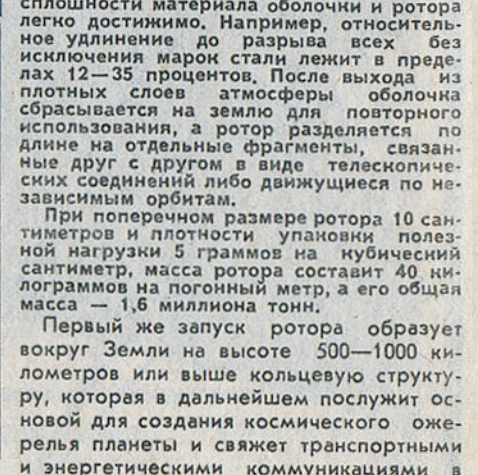 сплошности материала оболочки и ротора
легко достижимо. Например, относитель-
ное удлинение до разрыва всех без
исключения марок стали лежит в преде-
лах 12—35 процентов. После выхода из
плотных слоев атмосферы оболочка
сбрасывается на землю для повторного
использования, а ротор разделяется по
длине на отдельные фрагменты, связан-
ные друг с другом в виде телескопиче-
ских соединений либо движущиеся по не-
зависимым орбитам.
При поперечном размере ротора 10 сан-
тиметров и плотности упаковки полез-
ной нагрузки 5 граммов на кубический
сантиметр, масса ротора составит 40 ки-
лограммов на погонный метр, а его общая
масса — 1,6 миллиона тонн.
Первый же запуск ротора образует
вокруг Земли на высоте 500—1000 ки-
лометров или выше кольцевую структу-
ру, которая в дальнейшем послужит ос-
новой для создания космического оже-
релья планеты и свяжет транспортными
и энергетическими коммуникациями в